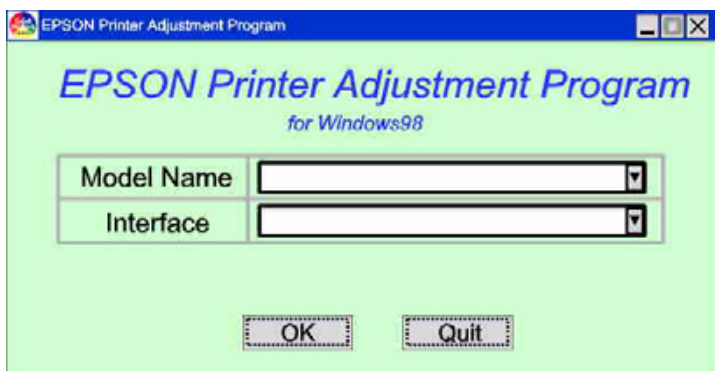 EPSON Printer Adjustment Program
EPSON Printer Adjustment Program
for Windows98
Model Name
Interface
OK
Quit